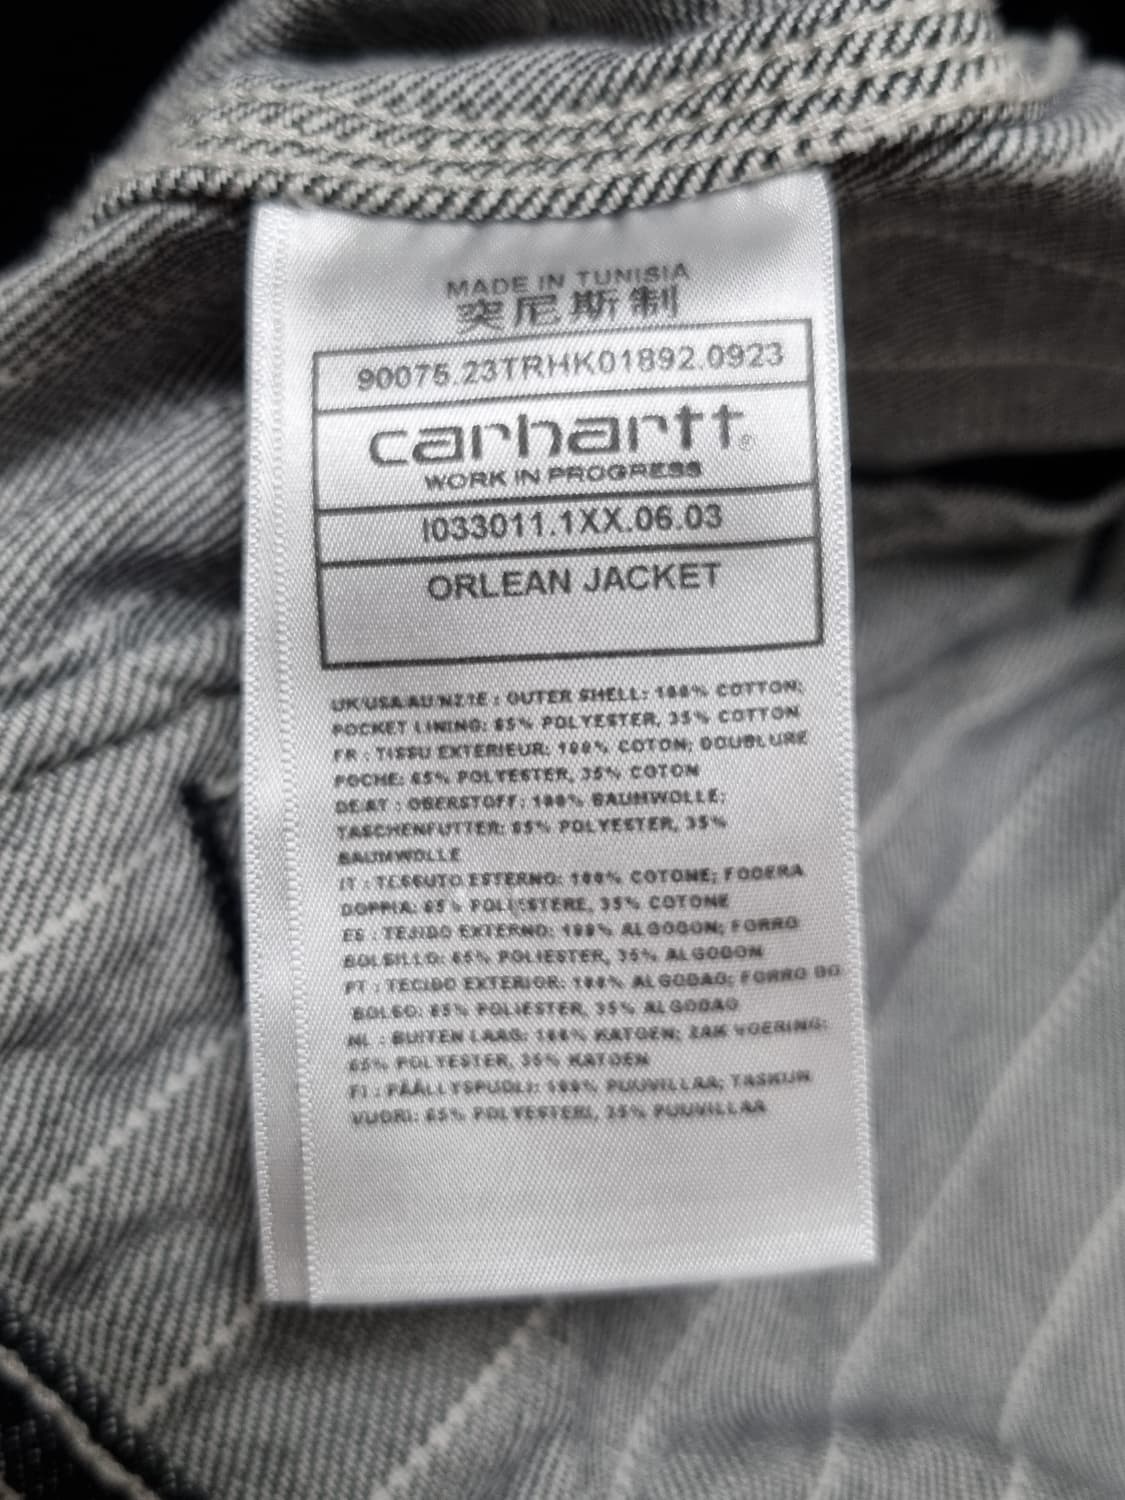 MADE IN TUNISIA
突尼斯制
90075.23TRHK01892.0923
carhartt®
WORK IN PROGRESS
I033011.1XX.06.03
ORLEAN JACKET
UK/USA/AU/NZ/IE : OUTER SHELL: 100% COTTON;
POCKET LINING: 65% POLYESTER, 35% COTTON
FR : TISSU EXTERIEUR: 100% COTON; DOUBLURE
POCHE: 65% POLYESTER, 35% COTON
DE/AT : OBERSTOFF: 100% BAUMWOLLE;
TASCHENFUTTER: 65% POLYESTER, 35%
BAUMWOLLE
IT : TESSUTO ESTERNO: 100% COTONE; FODERA
DOPPIA: 65% POLIESTERE, 35% COTONE
ES : TEJIDO EXTERNO: 100% ALGODON; FORRO
BOLSILLO: 65% POLIESTER, 35% ALGODON
PT : TECIDO EXTERIOR: 100% ALGODAO; FORRO DO
BOLSO: 65% POLIESTER, 35% ALGODAO
NL : BUITEN LAAG: 100% KATOEN; ZAK VOERING:
65% POLYESTER, 35% KATOEN
FI : PÄÄLLYSPUOLI: 100% PUUVILLAA; TASKUN
VUORI: 65% POLYESTERI, 35% PUUVILLAA